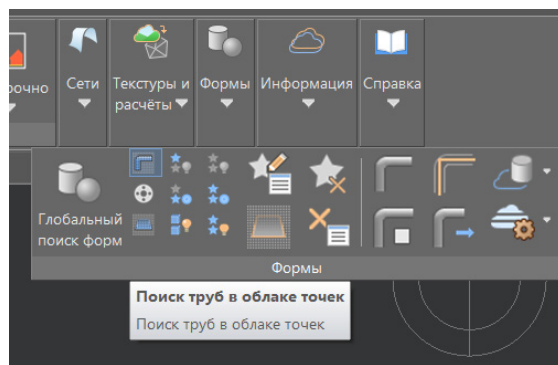 рочно
Сети
Текстуры и
расчёты
Формы
Информация
Справка
Глобальный
поиск форм
Формы
Поиск труб в облаке точек
Поиск труб в облаке точек